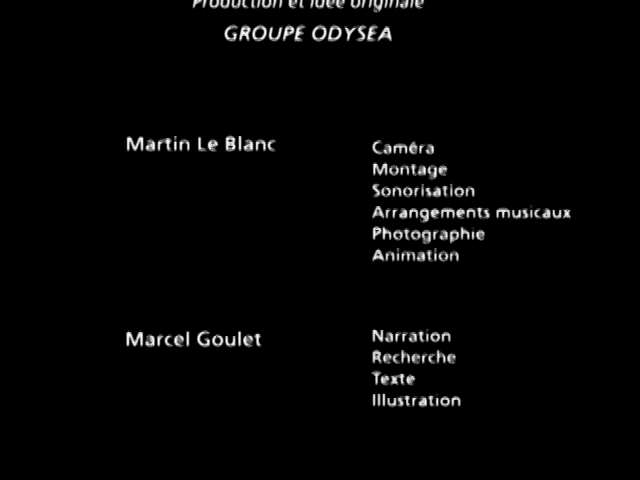 Production et idée originale
GROUPE ODYSEA
Martin Le Blanc
Caméra
Montage
Sonorisation
Arrangements musicaux
Photographie
Animation
Marcel Goulet
Narration
Recherche
Texte
Illustration